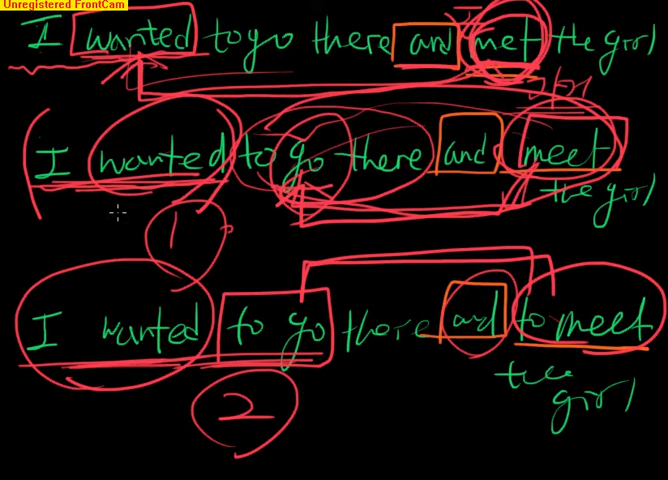 Unregistered FrontCam
I wanted to go there and met the girl
I wanted to go there and meet
the girl
1
I wanted to go there and to meet
the girl
2